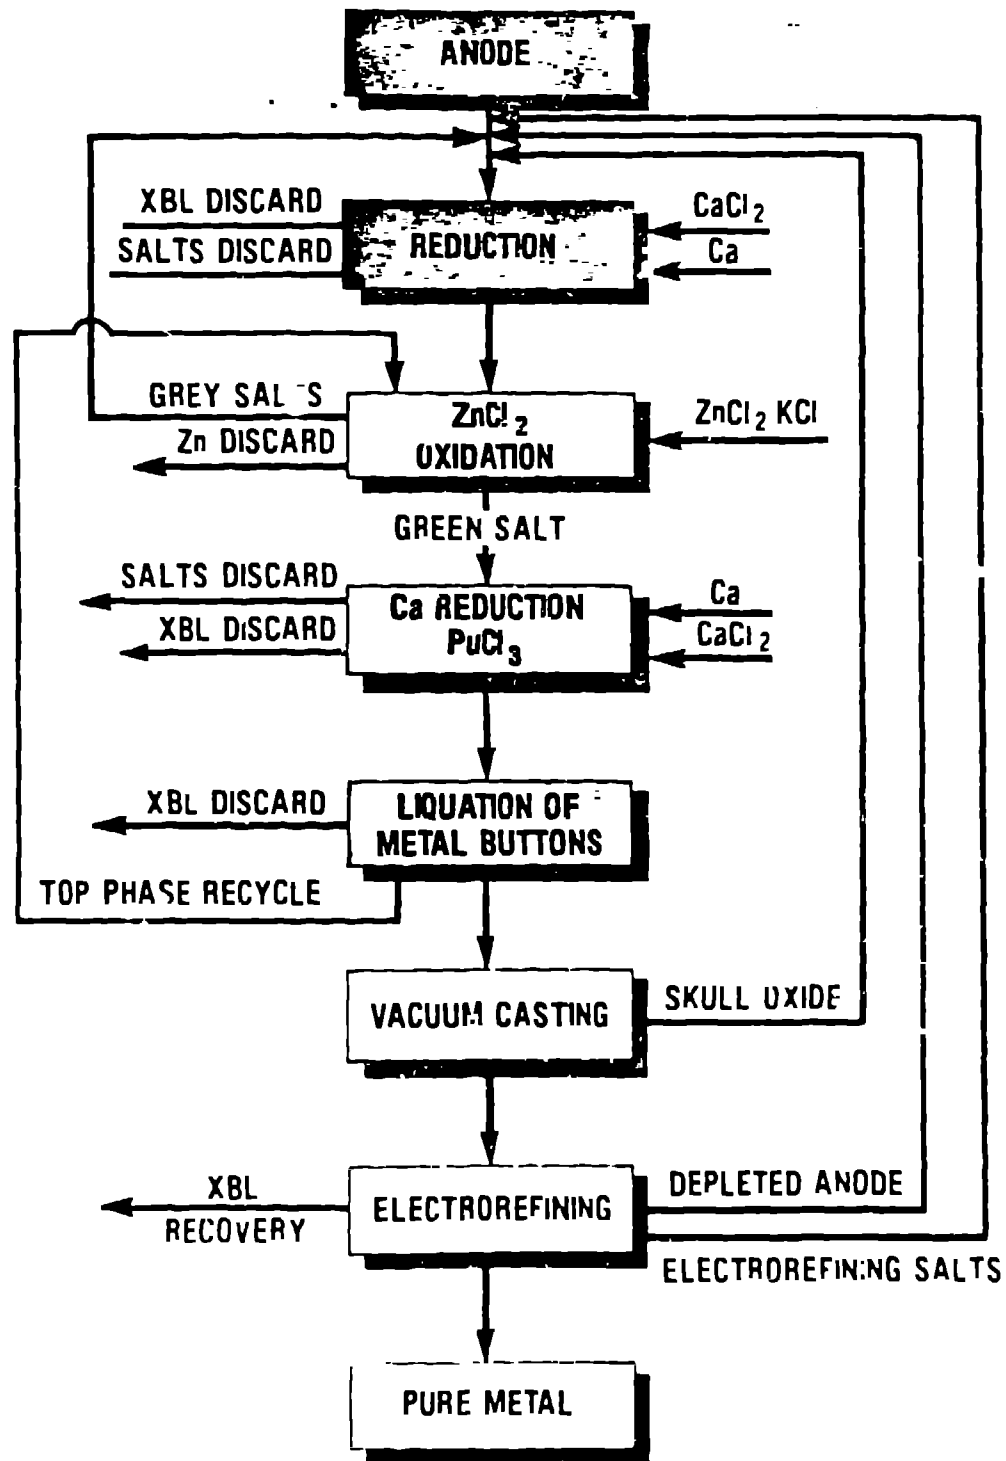 ANODE
XBL DISCARD
SALTS DISCARD
REDUCTION
CaCl2
Ca
GREY SALTS
Zn DISCARD
ZnCl2
OXIDATION
ZnCl2 KCl
GREEN SALT
SALTS DISCARD
XBL DISCARD
Ca REDUCTION
PuCl3
Ca
CaCl2
XBL DISCARD
LIQUATION OF
METAL BUTTONS
TOP PHASE RECYCLE
VACUUM CASTING
SKULL OXIDE
XBL
RECOVERY
ELECTROREFINING
DEPLETED ANODE
ELECTROREFINING SALTS
PURE METAL